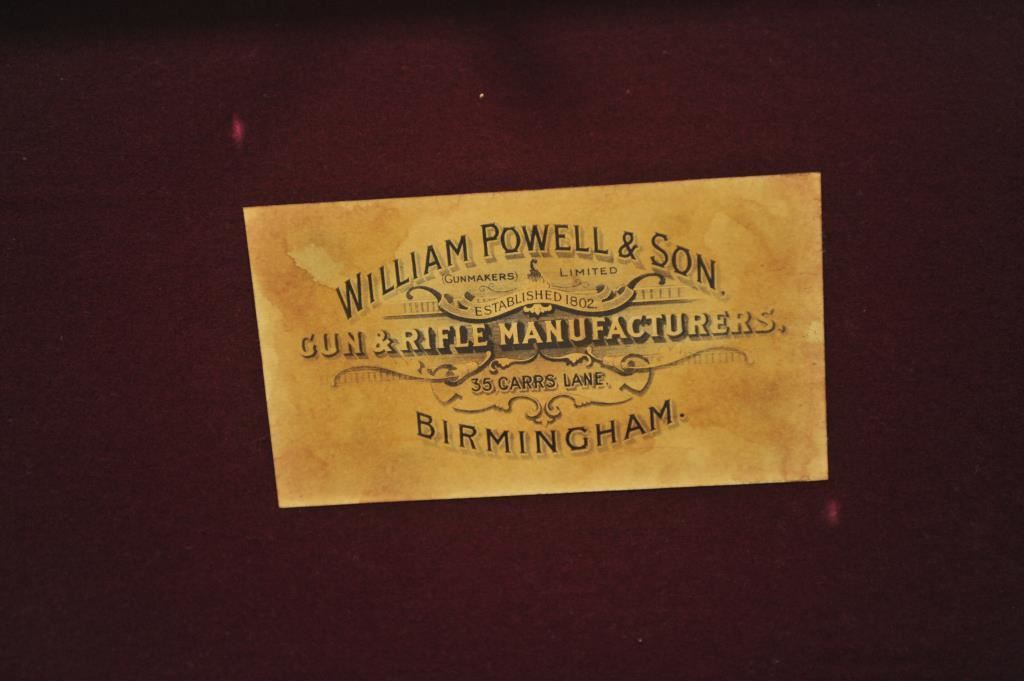 WILLIAM POWELL & SON.
(GUNMAKERS) LIMITED
ESTABLISHED 1802.
GUN & RIFLE MANUFACTURERS.
35, CARRS LANE.
BIRMINGHAM.